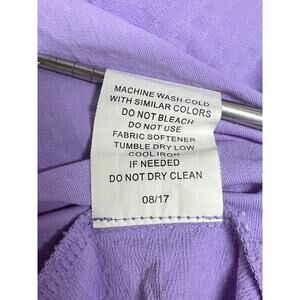 MACHINE WASH COLD
WITH SIMILAR COLORS
DO NOT BLEACH
DO NOT USE
FABRIC SOFTENER
TUMBLE DRY LOW
COOL IRON
IF NEEDED
DO NOT DRY CLEAN
08/17